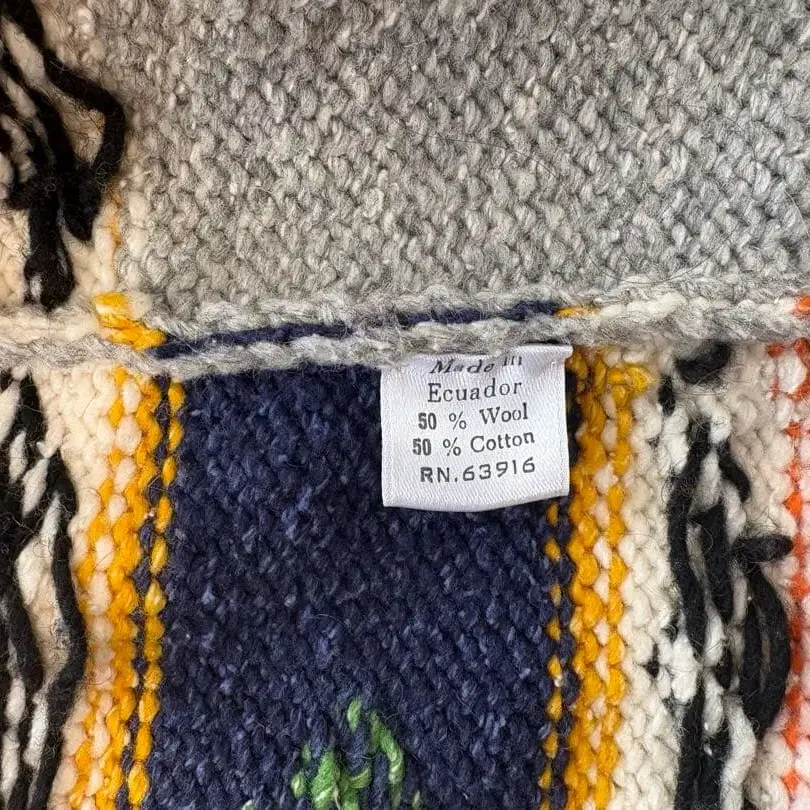 Made in
Ecuador
50 % Wool
50 % Cotton
RN.63916